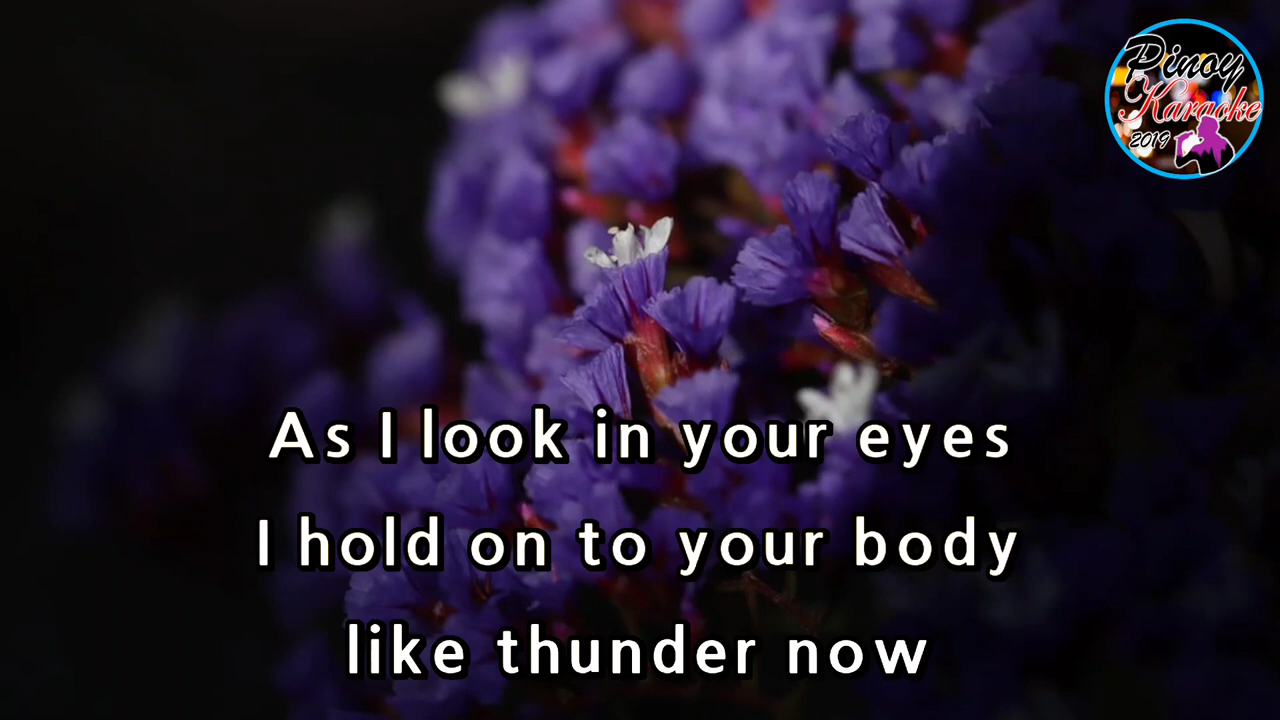 Pinoy
Karaoke
2019
As I look in your eyes
I hold on to your body
like thunder now